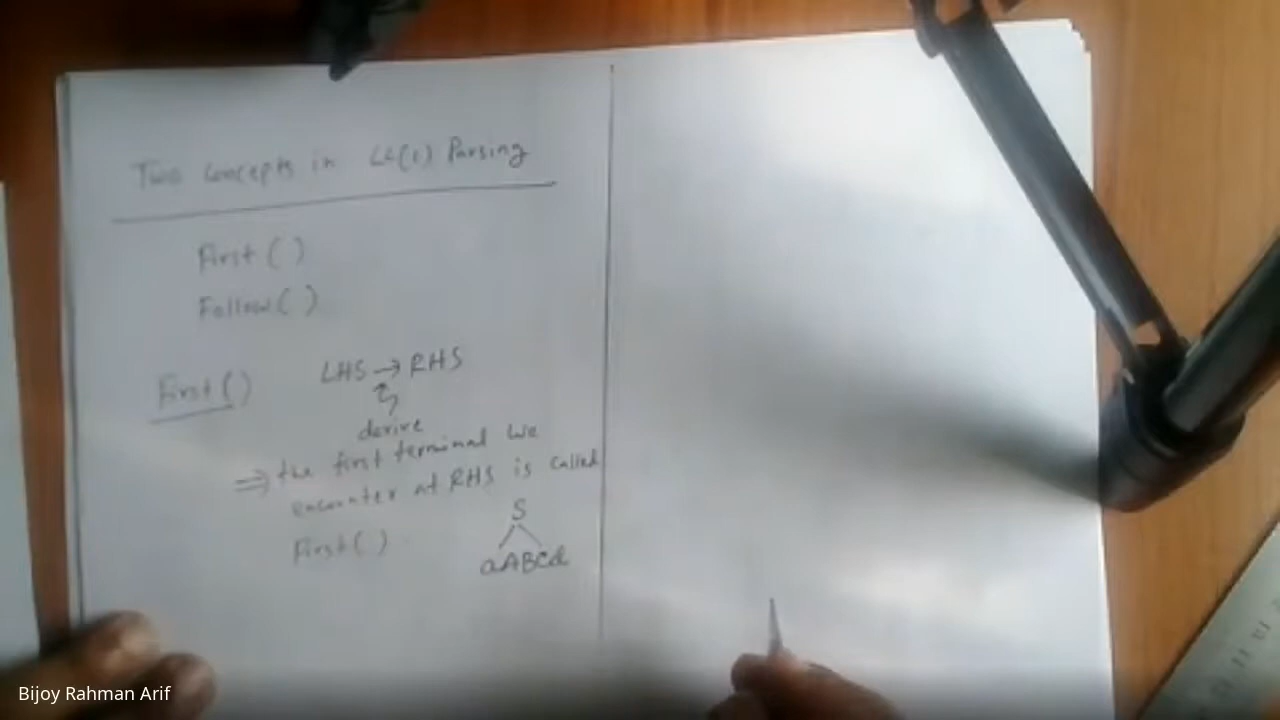 Two Concepts in LL(1) Parsing
First ( )
Follow ( )
First ( )
LHS → RHS
derive
⇒ the first terminal we
encounter at RHS is called
First ( )
S
aABCd
Bijoy Rahman Arif